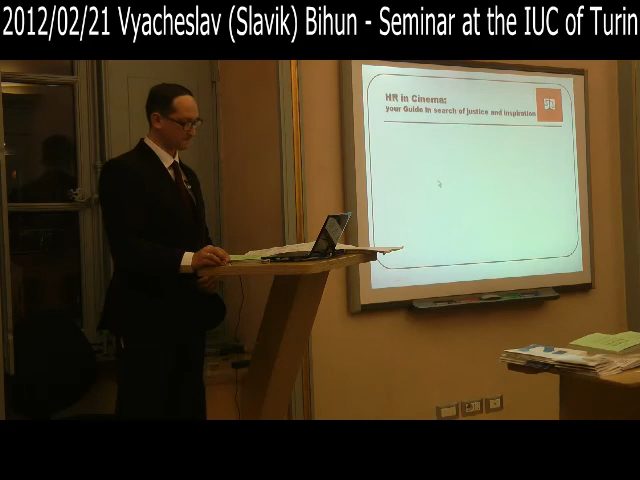 2012/02/21 Vyacheslav (Slavik) Bihun - Seminar at the IUC of Turin
HR in Cinema:
your Guide in search of justice and inspiration